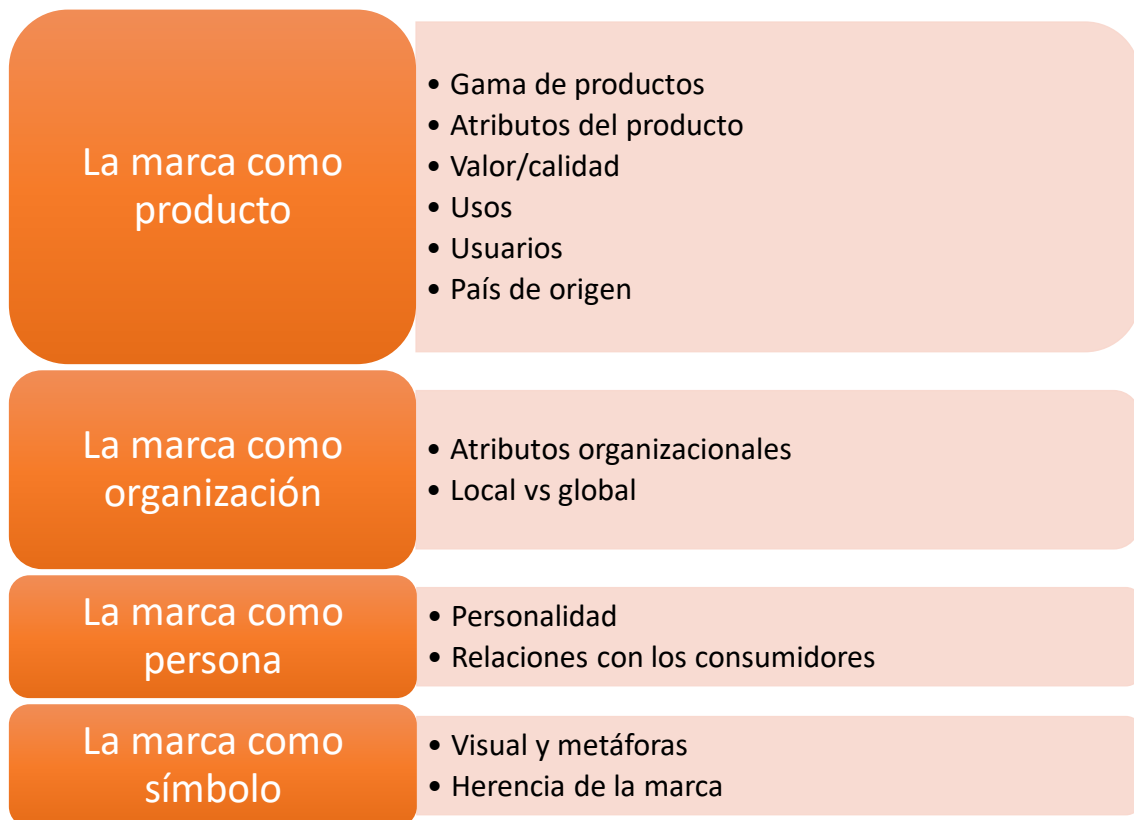 La marca como
producto
• Gama de productos
• Atributos del producto
• Valor/calidad
• Usos
• Usuarios
• País de origen
La marca como
organización
• Atributos organizacionales
• Local vs global
La marca como
persona
• Personalidad
• Relaciones con los consumidores
La marca como
símbolo
• Visual y metáforas
• Herencia de la marca